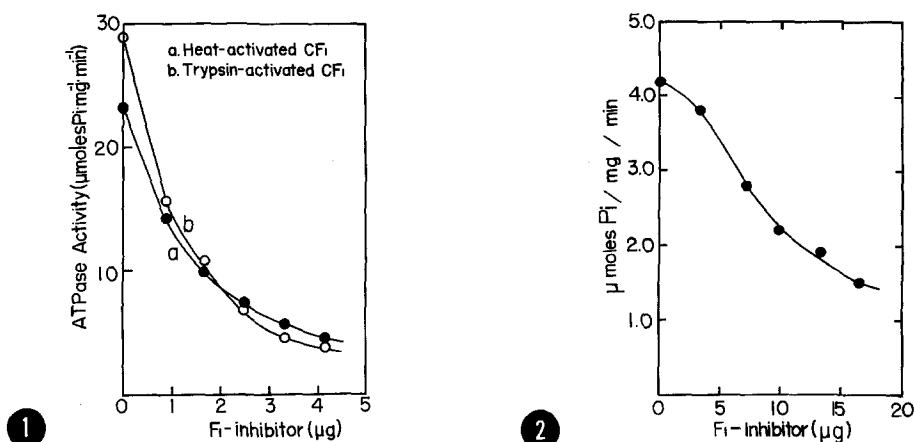 30
20
10
0 1 2 3 4 5
ATPase Activity (μmolesPi·mg⁻¹·min⁻¹)
a. Heat-activated CF₁
b. Trypsin-activated CF₁
b
a
F₁-inhibitor (μg)
1
5.0
4.0
3.0
2.0
1.0
0 5 10 15 20
μmoles Pi / mg / min
F₁-Inhibitor (μg)
2